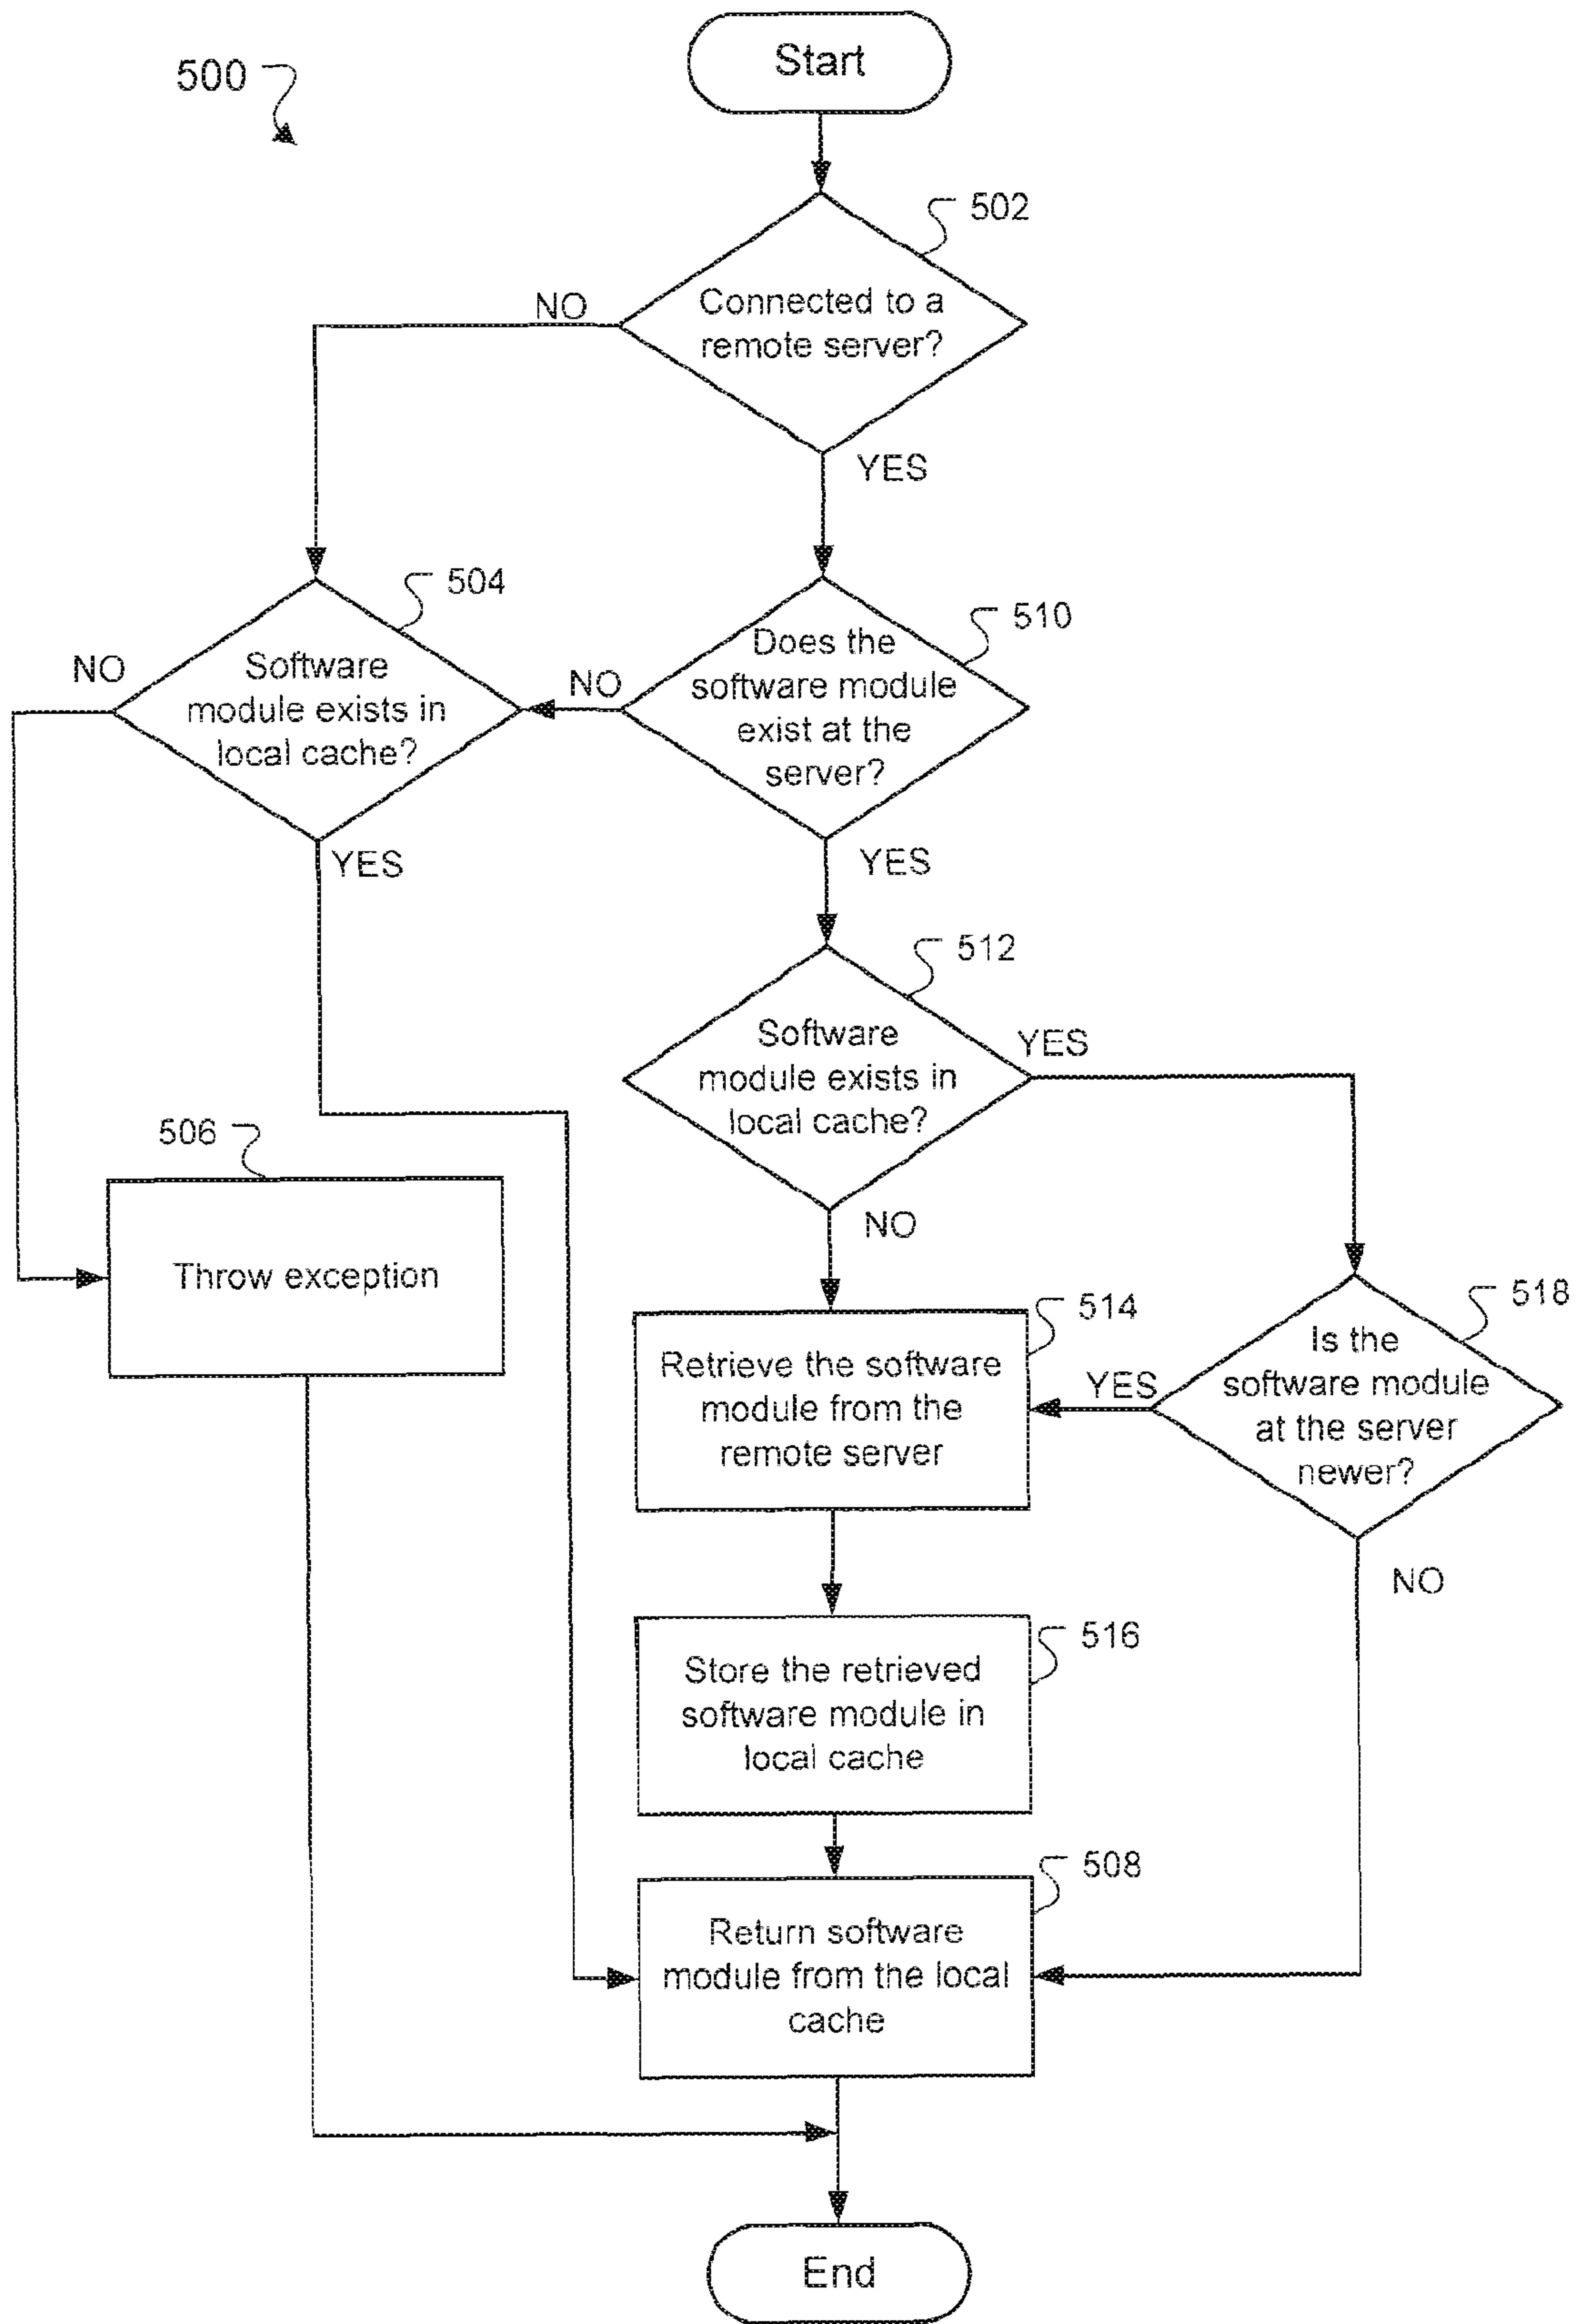 Start
500
502
Connected to a
remote server?
NO
YES
504
Software
module exists in
local cache?
NO
YES
510
Does the
software module
exist at the
server?
NO
YES
512
Software
module exists in
local cache?
YES
NO
506
Throw exception
514
Retrieve the software
module from the
remote server
518
Is the
software module
at the server
newer?
YES
NO
516
Store the retrieved
software module in
local cache
508
Return software
module from the local
cache
End